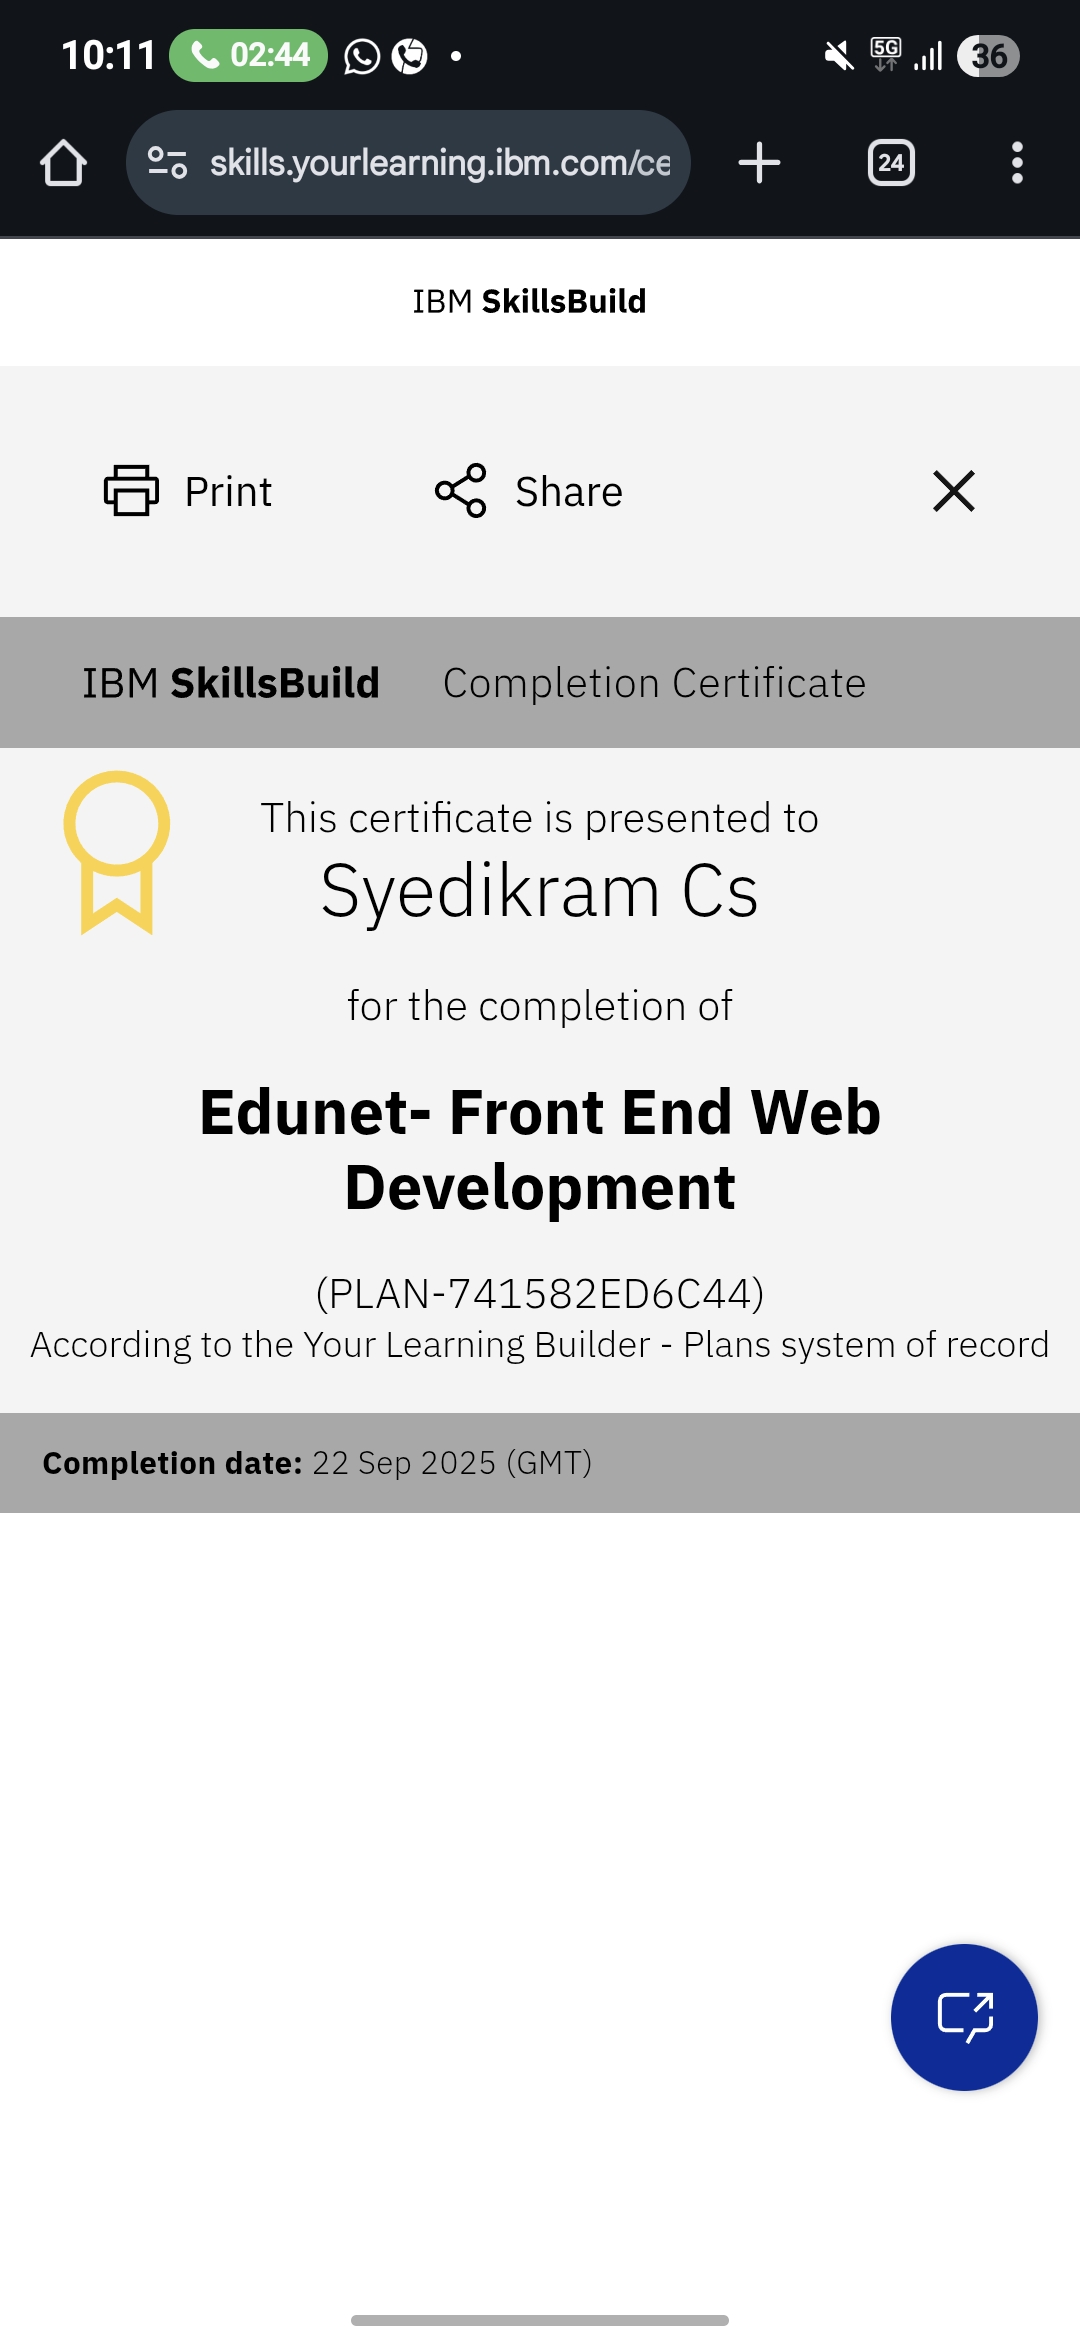 10:11 02:44 5G 36
skills.yourlearning.ibm.com/ce 24
IBM SkillsBuild
Print Share
IBM SkillsBuild Completion Certificate
This certificate is presented to
Syedikram Cs
for the completion of
Edunet- Front End Web
Development
(PLAN-741582ED6C44)
According to the Your Learning Builder - Plans system of record
Completion date: 22 Sep 2025 (GMT)